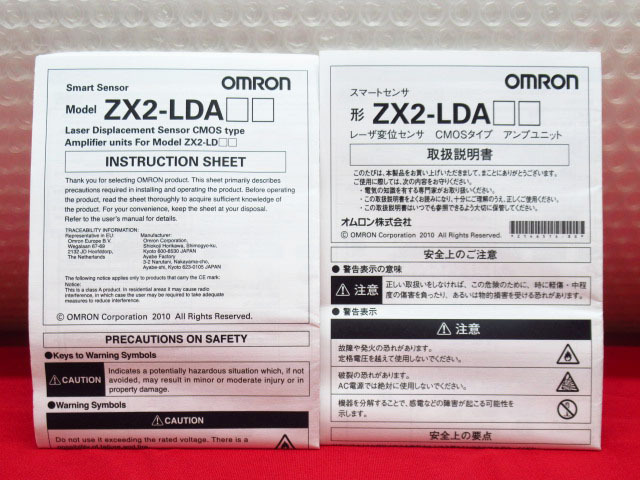 Smart Sensor
OMRON
Model ZX2-LDA□□
Laser Displacement Sensor CMOS type
Amplifier units For Model ZX2-LD□□
INSTRUCTION SHEET
Thank you for selecting OMRON product. This sheet primarily describes
precautions required in installing and operating the product. Before operating
the product, read the sheet thoroughly to acquire sufficient knowledge of
the product. For your convenience, keep the sheet at your disposal.
Refer to the user's manual for details.
TRACEABILITY INFORMATION:
Representative in EU: Manufacturer:
Omron Europe B.V. Omron Corporation,
Wegalaan 67-69 Shiokoji Horikawa, Shimogyo-ku,
2132 JD Hoofddorp, Kyoto 600-8530 JAPAN
The Netherlands Ayabe Factory
3-2 Narutani, Nakayama-cho,
Ayabe-shi, Kyoto 623-0105 JAPAN
The following notice applies only to products that carry the CE mark:
Notice:
This is a class A product. In residential areas it may cause radio
interference, in which case the user may be required to take adequate
measures to reduce interference.
© OMRON Corporation 2010 All Rights Reserved.
PRECAUTIONS ON SAFETY
●Keys to Warning Symbols
CAUTION
Indicates a potentially hazardous situation which, if not
avoided, may result in minor or moderate injury or in
property damage.
●Warning Symbols
CAUTION
Do not use it exceeding the rated voltage. There is a
スマートセンサ
OMRON
形 ZX2-LDA□□
レーザ変位センサ CMOSタイプ アンプユニット
取扱説明書
このたびは、本製品をお買い上げいただきまして、まことにありがとうございます。
ご使用に際しては、次の内容をお守りください。
・電気の知識を有する専門家がお取り扱いください。
・この取扱説明書をよくお読みになり、十分にご理解のうえ、正しくご使用ください。
・この取扱説明書はいつでも参照できるよう大切に保管してください。
オムロン株式会社
© OMRON Corporation 2010 All Rights Reserved.
安全上のご注意
●警告表示の意味
注意
正しい取扱いをしなければ、この危険のために、時に軽傷・中程
度の傷害を負ったり、あるいは物的損害を受ける恐れがあります。
●警告表示
注意
故障や発火の恐れがあります。
定格電圧を越えて使用しないでください。
破裂の恐れがあります。
AC電源では絶対に使用しないでください。
機器を分解することで、感電などの障害が起こる可能性を
示します。
安全上の要点